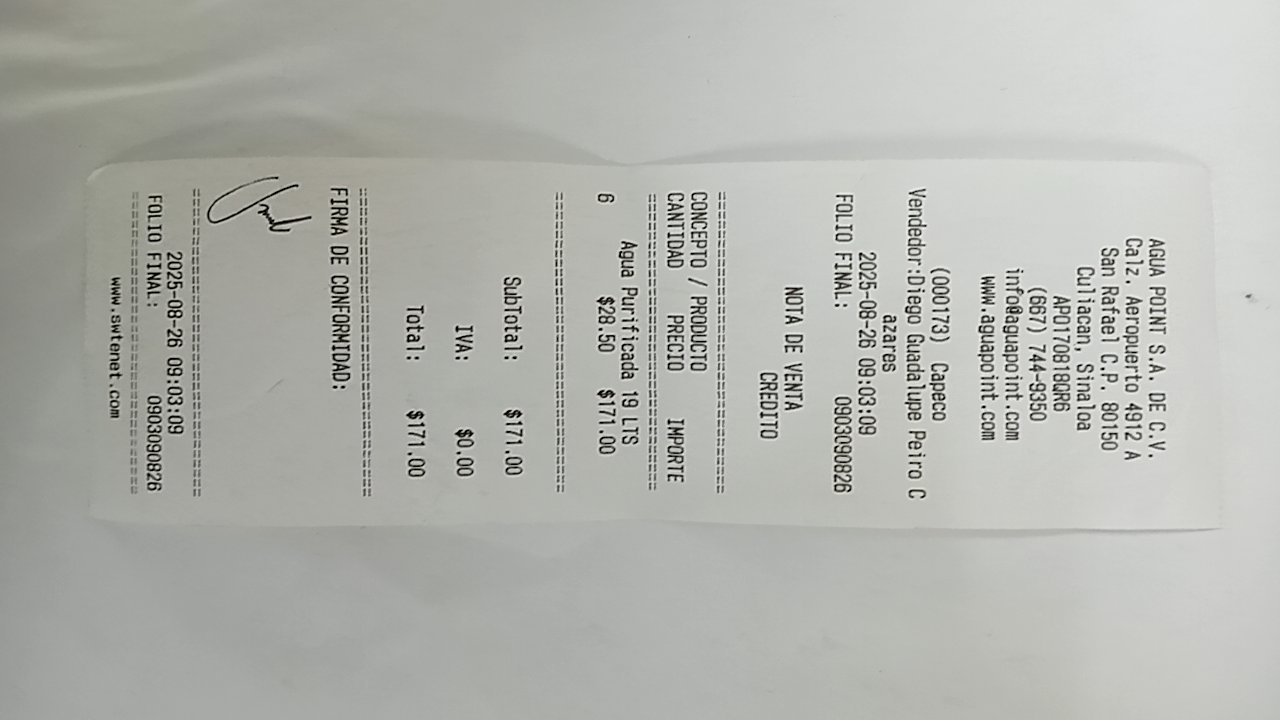 AGUA POINT S.A. DE C.V.
Calz. Aeropuerto 4912 A
San Rafael C.P. 80150
Culiacan, Sinaloa
APO170818QR6
(667) 744-9350
info@aguapoint.com
www.aguapoint.com
(000173) Capeco
Vendedor:Diego Guadalupe Peiro C
azares
2025-08-26 09:03:09
FOLIO FINAL: 0903090826
NOTA DE VENTA
CREDITO
================================
CONCEPTO / PRODUCTO
CANTIDAD PRECIO IMPORTE
================================
Agua Purificada 19 LTS
6 $28.50 $171.00
================================
SubTotal: $171.00
IVA: $0.00
Total: $171.00
================================
FIRMA DE CONFORMIDAD:
================================
2025-08-26 09:03:09
FOLIO FINAL: 0903090826
================================
www.swtenet.com